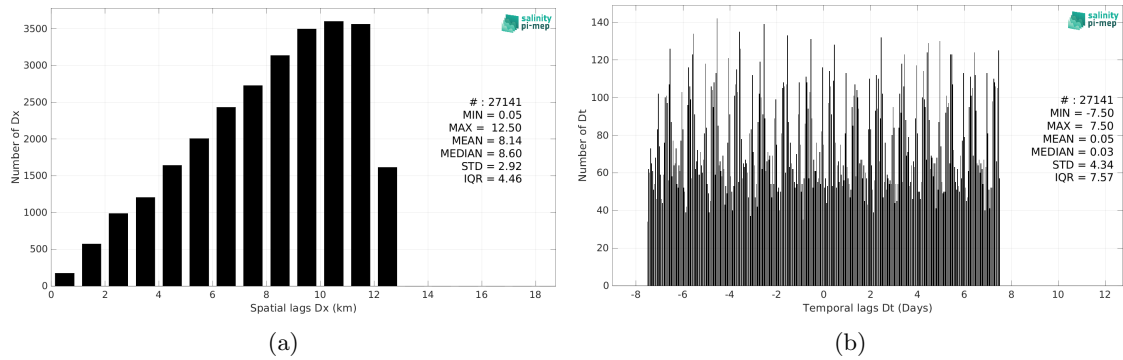 3500
3000
2500
2000
1500
1000
500
0
Number of Dx
0 2 4 6 8 10 12 14 16 18
Spatial lags Dx (km)
salinity
pi-mep
# : 27141
MIN = 0.05
MAX = 12.50
MEAN = 8.14
MEDIAN = 8.60
STD = 2.92
IQR = 4.46
(a)
140
120
100
80
60
40
20
0
Number of Dt
-8 -6 -4 -2 0 2 4 6 8 10 12
Temporal lags Dt (Days)
salinity
pi-mep
# : 27141
MIN = -7.50
MAX = 7.50
MEAN = 0.05
MEDIAN = 0.03
STD = 4.34
IQR = 7.57
(b)